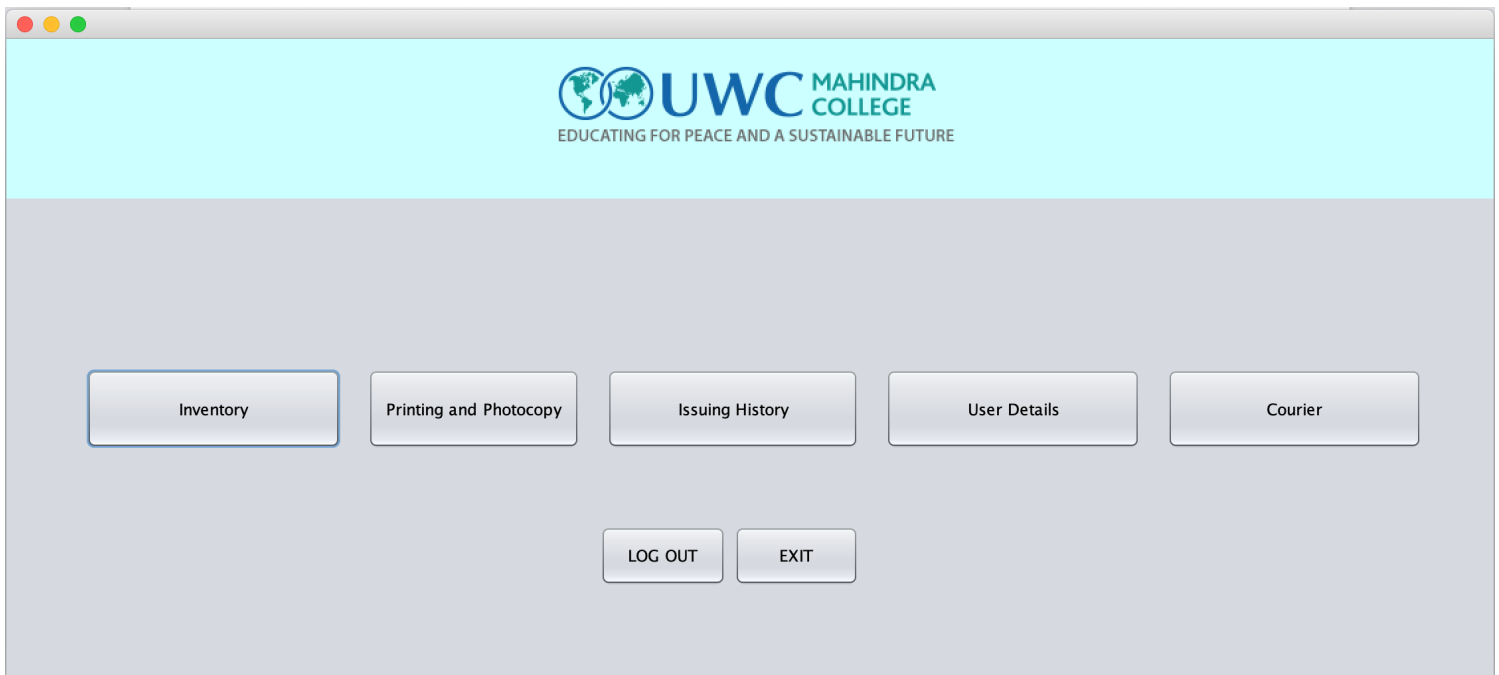 UWC MAHINDRA
COLLEGE
EDUCATING FOR PEACE AND A SUSTAINABLE FUTURE
Inventory
Printing and Photocopy
Issuing History
User Details
Courier
LOG OUT
EXIT